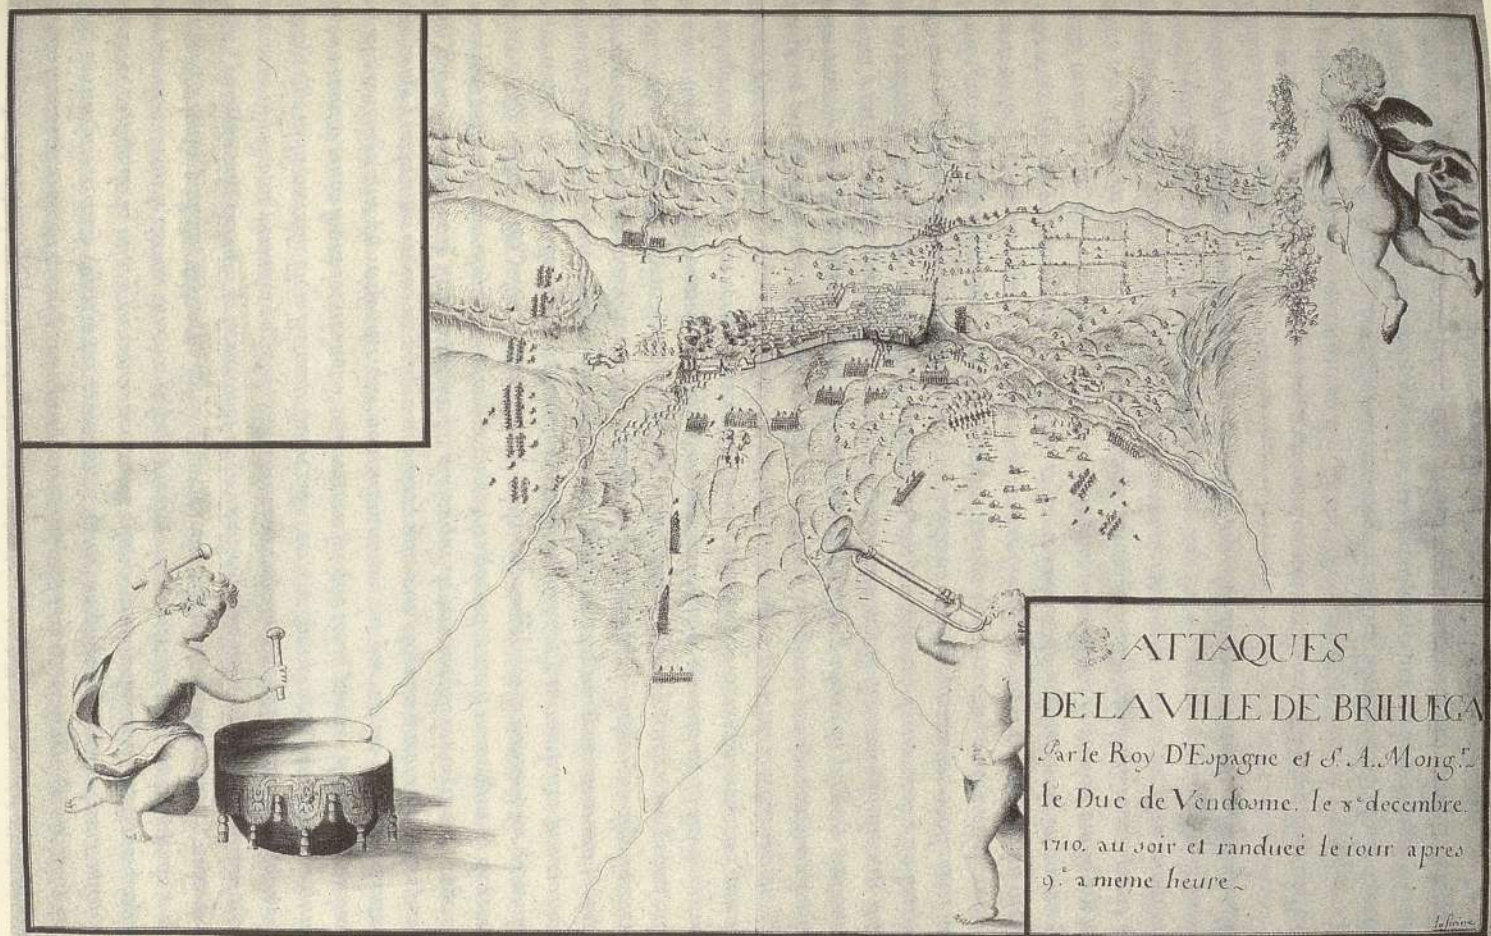 ATTAQUES
DE LA VILLE DE BRIHUEGA
Par le Roy D'Espagne et S. A. Mong.r
le Duc de Vendosme. le 8e decembre.
1710. au soir et randueé le iour apres
9.e a meme heure